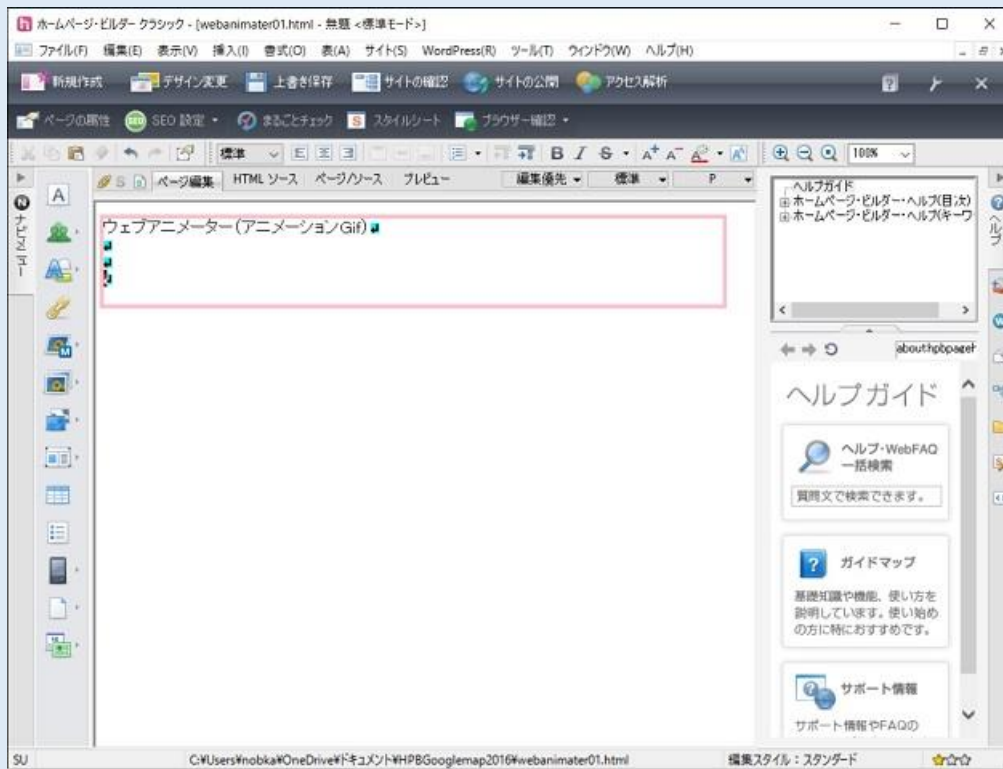 ホームページ・ビルダー クラシック - [webanimater01.html - 無題 <標準モード>]
ファイル(F) 編集(E) 表示(V) 挿入(I) 書式(O) 表(A) サイト(S) WordPress(R) ツール(T) ウィンドウ(W) ヘルプ(H)
新規作成 デザイン変更 上書き保存 サイトの確認 サイトの公開 アクセス解析
ページの属性 SEO 設定 まるごとチェック スタイルシート ブラウザー確認
標準 B I S A+ A- A 100%
ページ編集 HTML ソース ページ/ソース プレビュー 編集優先 標準 P
ナビメニュー
ウェブアニメーター(アニメーションGif)
ヘルプガイド
ホームページ・ビルダー・ヘルプ(目次)
ホームページ・ビルダー・ヘルプ(キーワ
ヘルプ
abouthpbpageh
ヘルプガイド
ヘルプ・WebFAQ
一括検索
質問文で検索できます。
ガイドマップ
基礎知識や機能、使い方を
説明しています。使い始め
の方に特におすすめです。
サポート情報
サポート情報やFAQの
SU C:¥Users¥nobka¥OneDrive¥ドキュメント¥HPBGooglemap2016¥webanimater01.html 編集スタイル：スタンダード